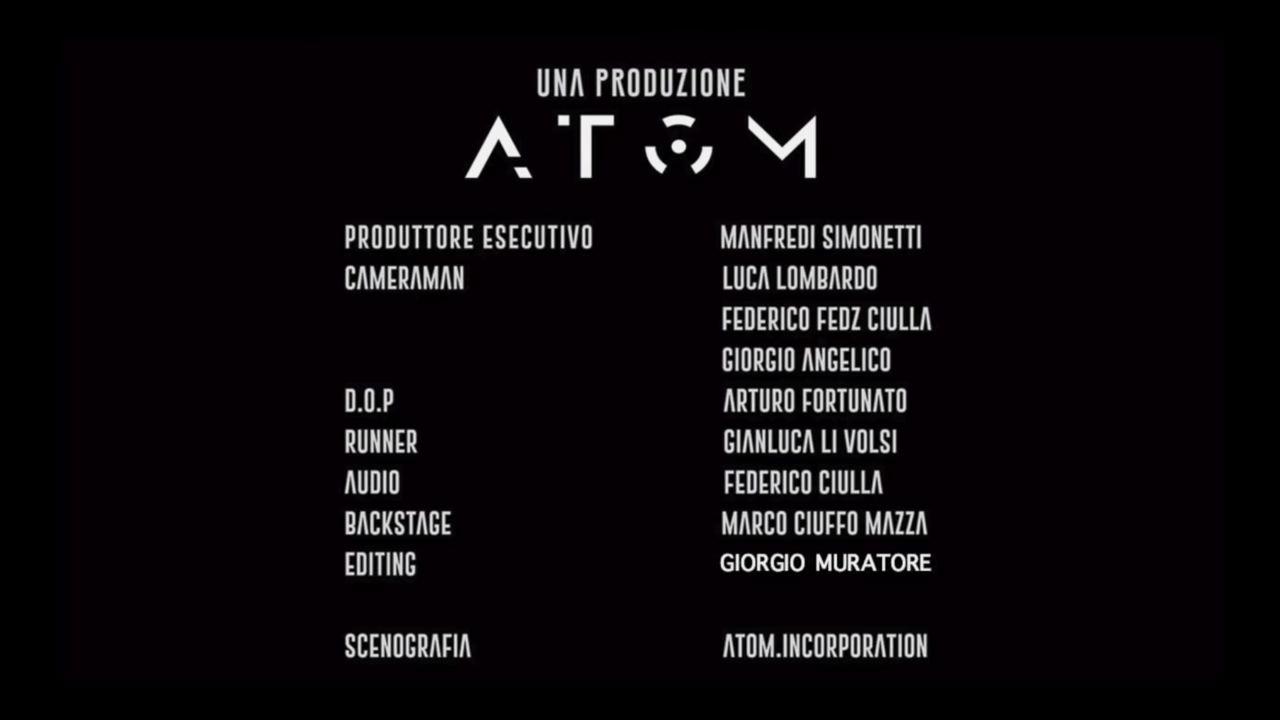 UNA PRODUZIONE
ATOM
PRODUTTORE ESECUTIVO MANFREDI SIMONETTI
CAMERAMAN LUCA LOMBARDO
FEDERICO FEDZ CIULLA
GIORGIO ANGELICO
D.O.P ARTURO FORTUNATO
RUNNER GIANLUCA LI VOLSI
AUDIO FEDERICO CIULLA
BACKSTAGE MARCO CIUFFO MAZZA
EDITING GIORGIO MURATORE
SCENOGRAFIA ATOM.INCORPORATION